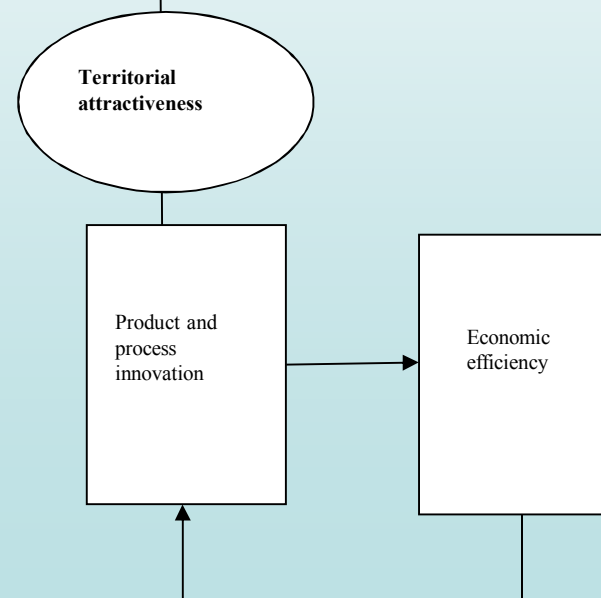 Territorial
attractiveness
Product and
process
innovation
Economic
efficiency